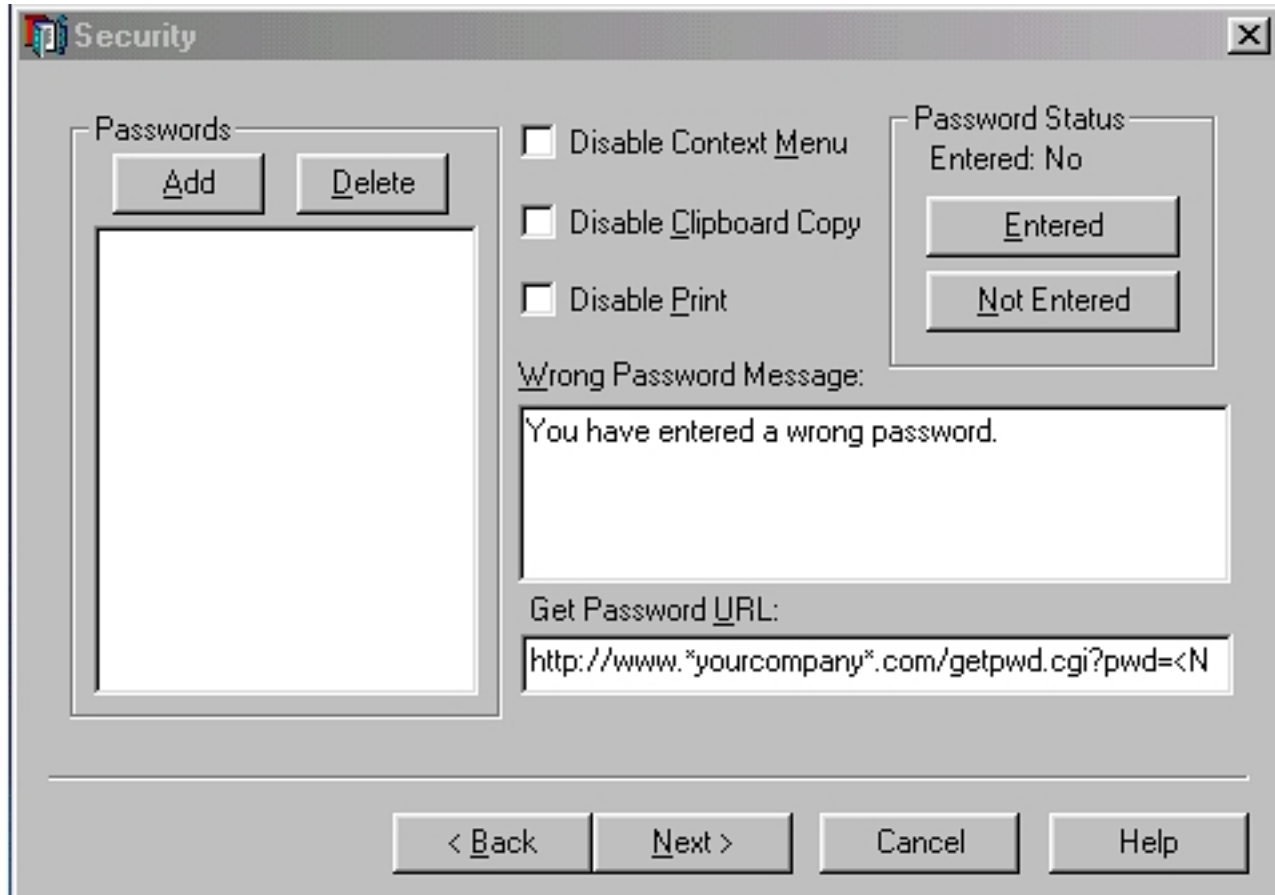 Security
Passwords
Add
Delete
Disable Context Menu
Disable Clipboard Copy
Disable Print
Password Status
Entered: No
Entered
Not Entered
Wrong Password Message:
You have entered a wrong password.
Get Password URL:
http://www.*yourcompany*.com/getpwd.cgi?pwd=<N
< Back
Next >
Cancel
Help